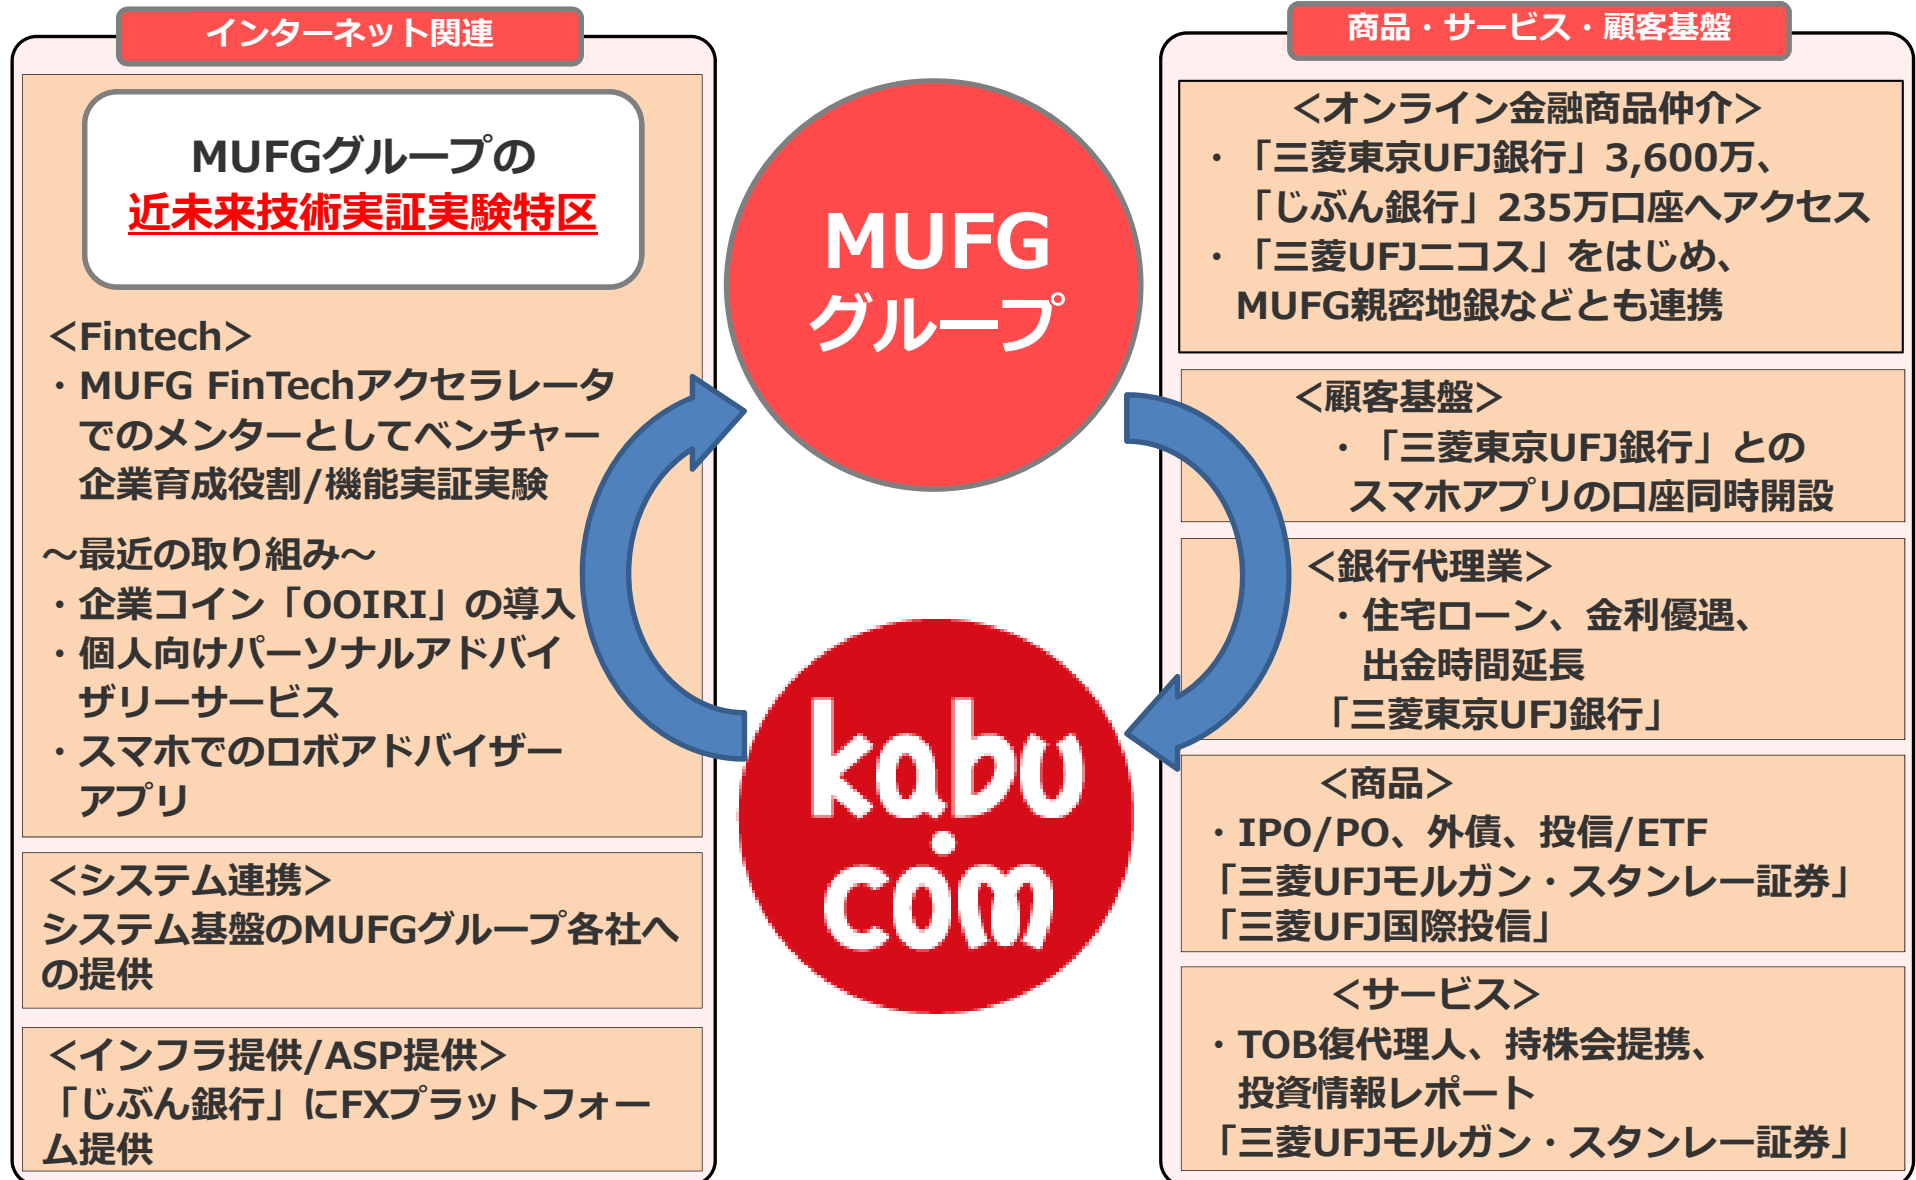 インターネット関連
MUFGグループの
近未来技術実証実験特区
＜Fintech＞
・MUFG FinTechアクセラレータ
でのメンターとしてベンチャー
企業育成役割/機能実証実験
～最近の取り組み～
・企業コイン「OOIRI」の導入
・個人向けパーソナルアドバイ
ザリーサービス
・スマホでのロボアドバイザー
アプリ
＜システム連携＞
システム基盤のMUFGグループ各社へ
の提供
＜インフラ提供/ASP提供＞
「じぶん銀行」にFXプラットフォー
ム提供
MUFG
グループ
kabu
.
com
商品・サービス・顧客基盤
＜オンライン金融商品仲介＞
・「三菱東京UFJ銀行」3,600万、
「じぶん銀行」235万口座へアクセス
・「三菱UFJニコス」をはじめ、
MUFG親密地銀などとも連携
＜顧客基盤＞
・「三菱東京UFJ銀行」との
スマホアプリの口座同時開設
＜銀行代理業＞
・住宅ローン、金利優遇、
出金時間延長
「三菱東京UFJ銀行」
＜商品＞
・IPO/PO、外債、投信/ETF
「三菱UFJモルガン・スタンレー証券」
「三菱UFJ国際投信」
＜サービス＞
・TOB復代理人、持株会提携、
投資情報レポート
「三菱UFJモルガン・スタンレー証券」